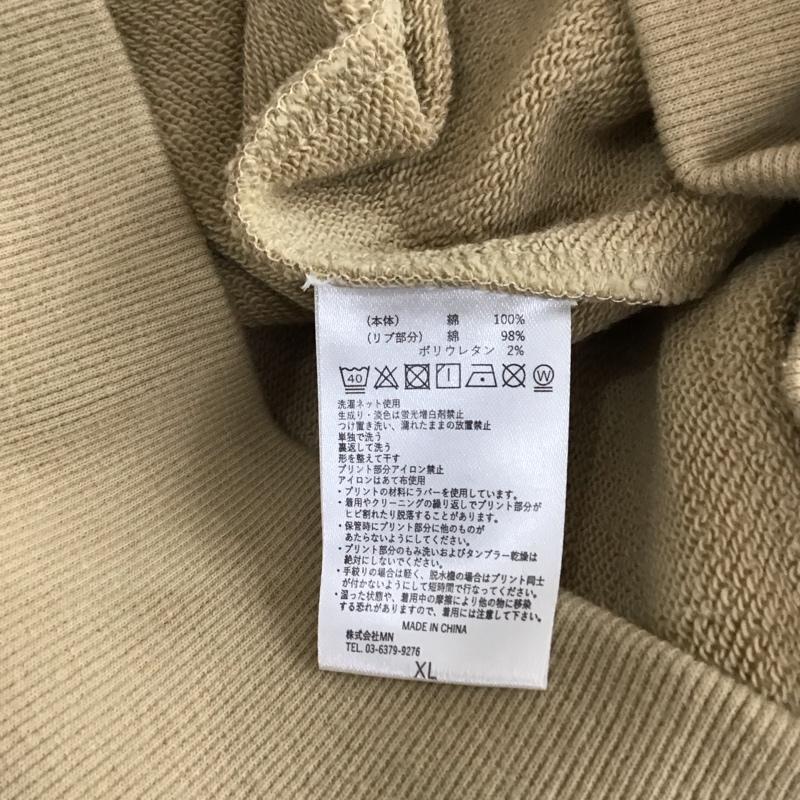 (本体) 綿 100%
(リブ部分) 綿 98%
ポリウレタン 2%
40 W
洗濯ネット使用
生成り・淡色は蛍光増白剤禁止
つけ置き洗い、濡れたままの放置禁止
単独で洗う
裏返して洗う
形を整えて干す
プリント部分アイロン禁止
アイロンはあて布使用
・プリントの材料にラバーを使用しています。
・着用やクリーニングの繰り返しでプリント部分が
ヒビ割れたり脱落することがあります。
・保管時にプリント部分に他のものが
あたらないようにしてください。
・プリント部分のもみ洗いおよびタンブラー乾燥は
絶対にしないでください。
・手絞りの場合は軽く、脱水機の場合はプリント同士
が付かないようにして短時間で行なってください。
・湿った状態や、着用中の摩擦により他の物に移染
する恐れがありますので、着用には注意して下さい。
MADE IN CHINA
株式会社MN
TEL. 03-6379-9276
XL